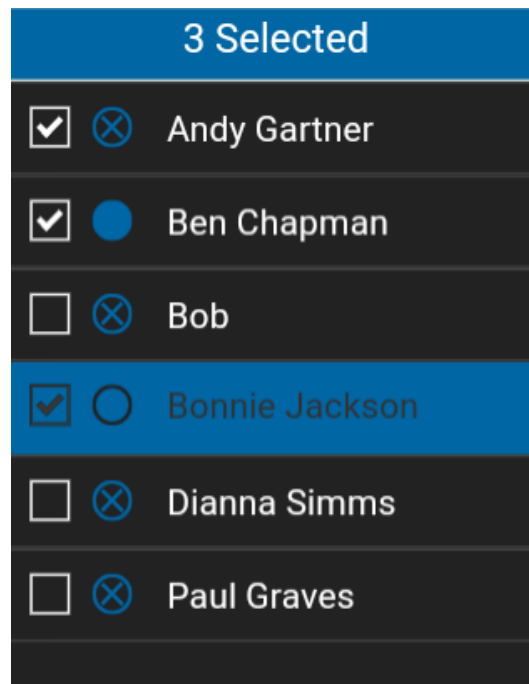 3 Selected
Andy Gartner
Ben Chapman
Bob
Bonnie Jackson
Dianna Simms
Paul Graves